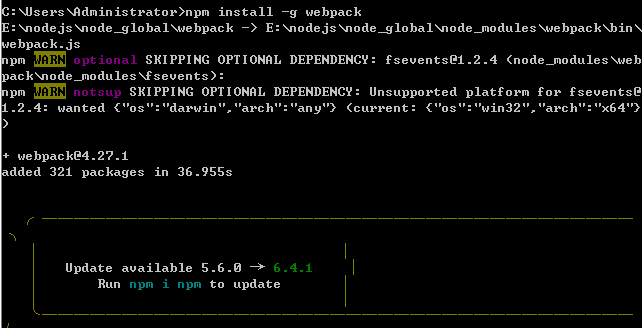 C:\Users\Administrator>npm install -g webpack
E:\nodejs\node_global\webpack -> E:\nodejs\node_global\node_modules\webpack\bin\
webpack.js
npm WARN optional SKIPPING OPTIONAL DEPENDENCY: fsevents@1.2.4 (node_modules\web
pack\node_modules\fsevents):
npm WARN notsup SKIPPING OPTIONAL DEPENDENCY: Unsupported platform for fsevents@
1.2.4: wanted {"os":"darwin","arch":"any"} (current: {"os":"win32","arch":"x64"}
)
+ webpack@4.27.1
added 321 packages in 36.955s
Update available 5.6.0 → 6.4.1
Run npm i npm to update